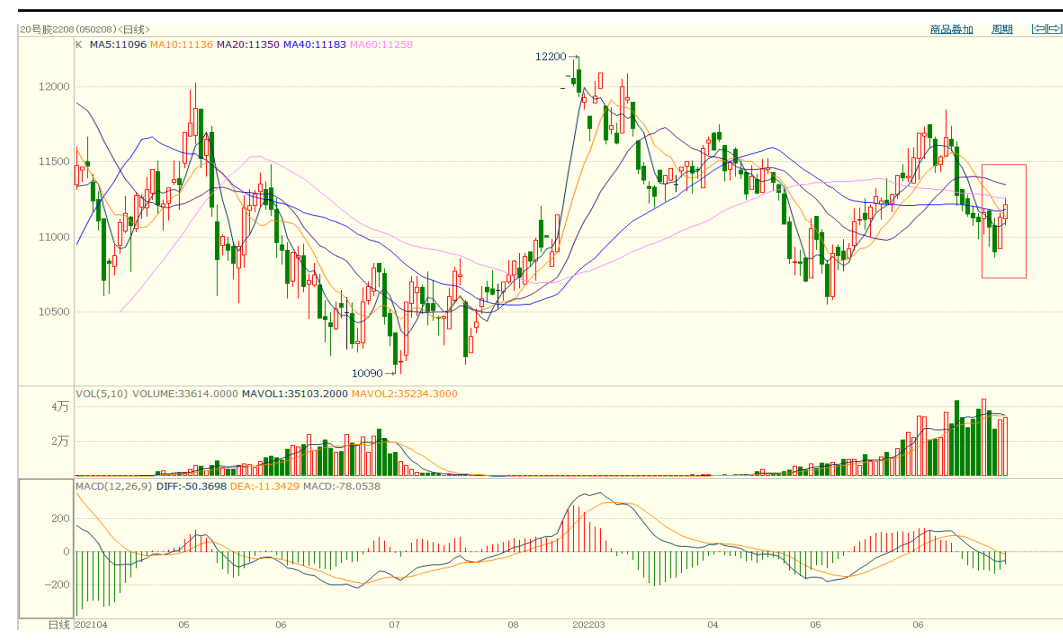 20号胶2208(050208)<日线>
商品叠加 周期
K MA5:11096 MA10:11136 MA20:11350 MA40:11183 MA60:11258
12200
12000
11500
11000
10500
10090
VOL(5,10) VOLUME:33614.0000 MAVOL1:35103.2000 MAVOL2:35234.3000
4万
2万
MACD(12,26,9) DIFF:-50.3698 DEA:-11.3429 MACD:-78.0538
200
0
-200
日线 202104 05 06 07 08 202203 04 05 06